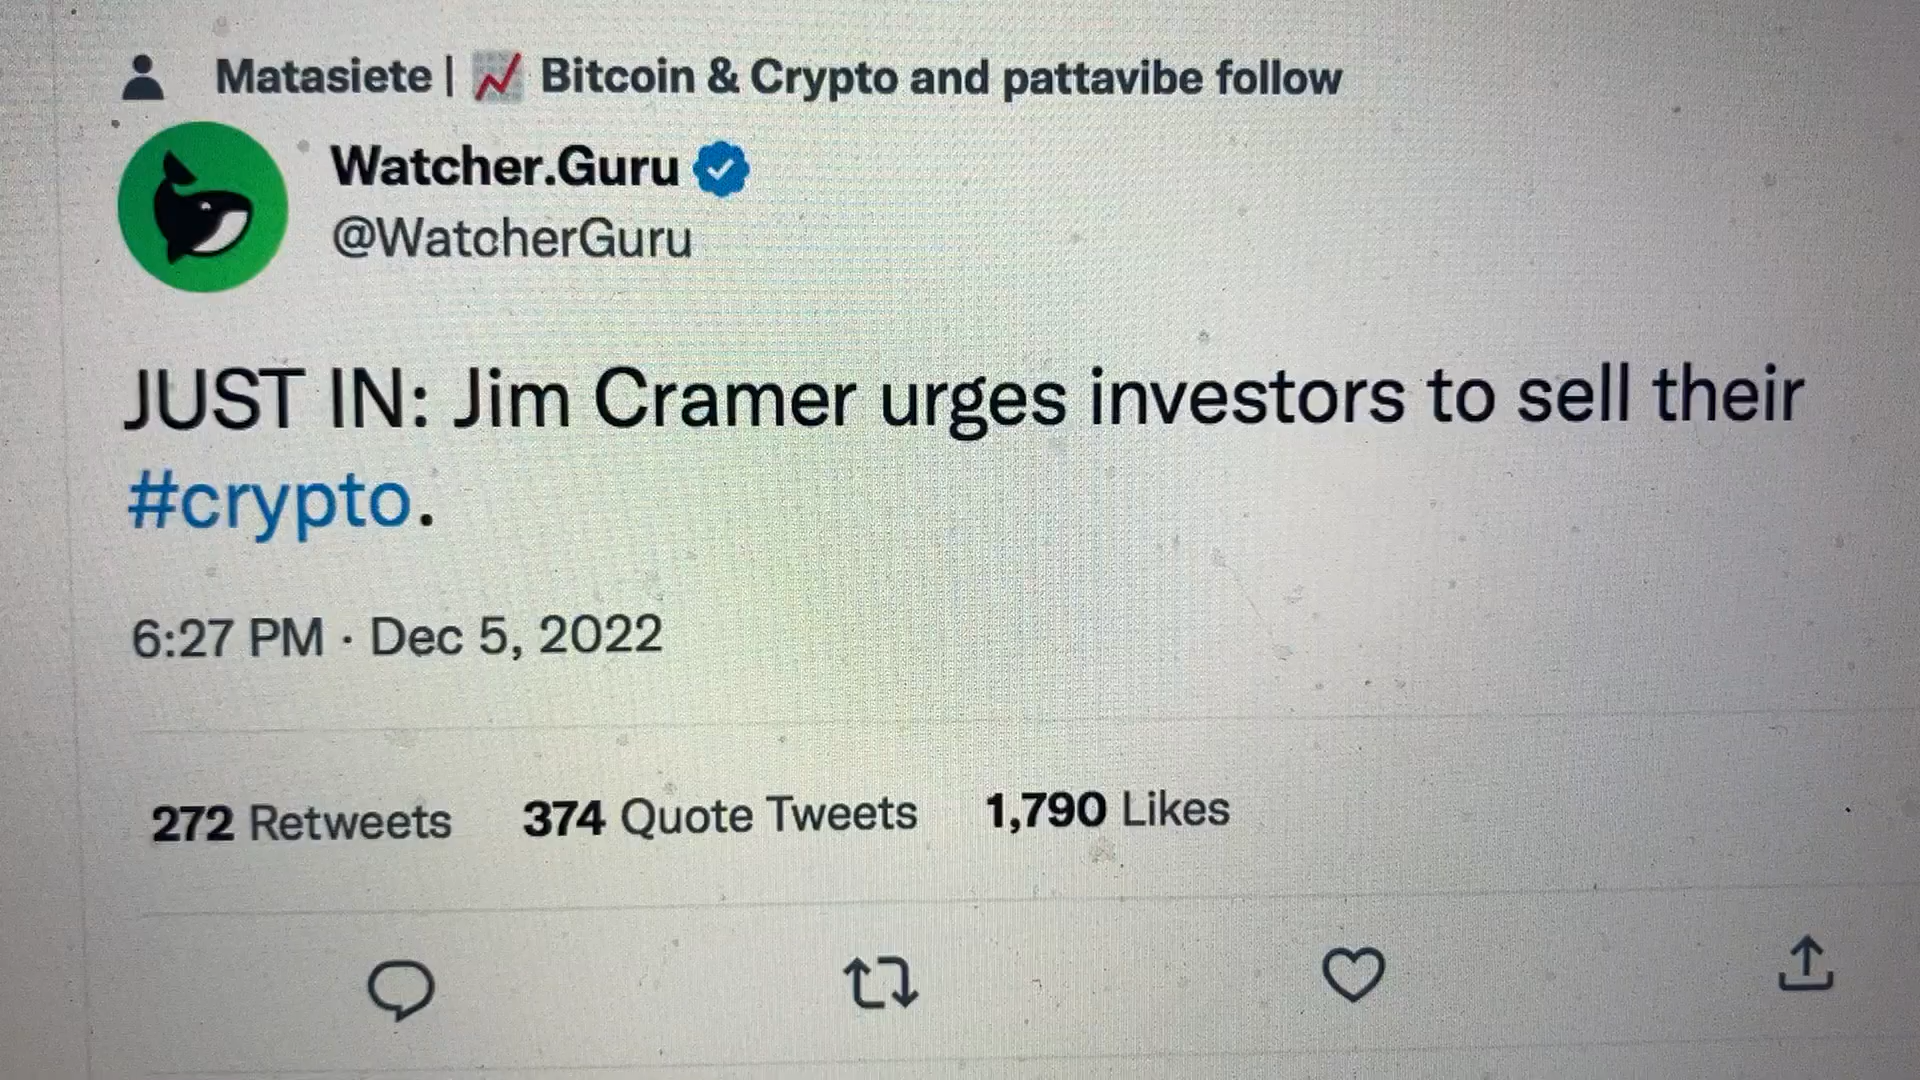 Matasiete | 📈 Bitcoin & Crypto and pattavibe follow
Watcher.Guru
@WatcherGuru
JUST IN: Jim Cramer urges investors to sell their
#crypto.
6:27 PM · Dec 5, 2022
272 Retweets 374 Quote Tweets 1,790 Likes